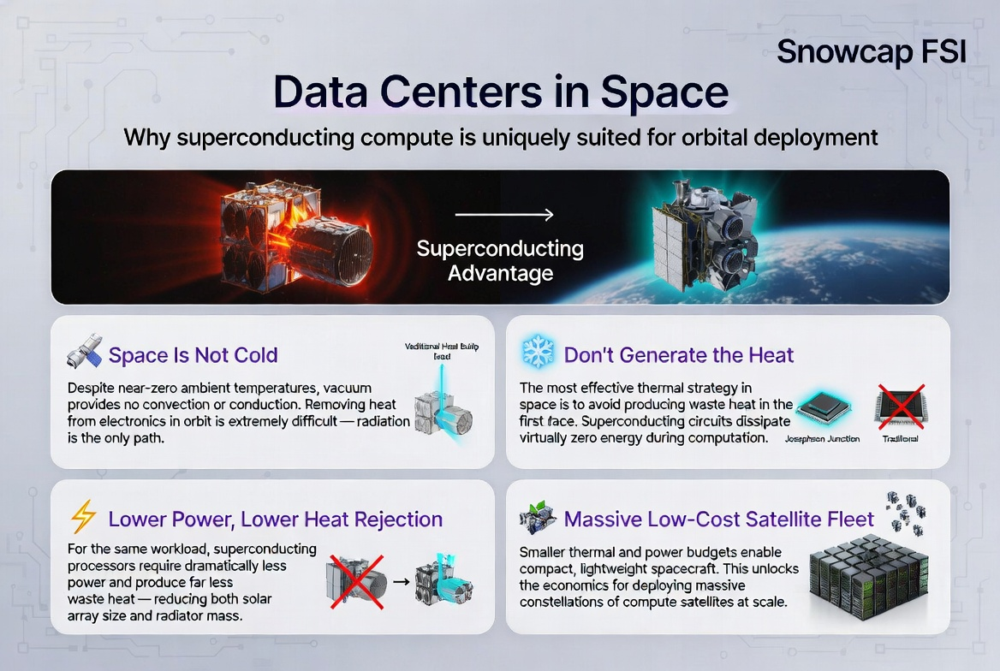 Snowcap FSI
Data Centers in Space
Why superconducting compute is uniquely suited for orbital deployment
Superconducting
Advantage
Space Is Not Cold
Despite near-zero ambient temperatures, vacuum
provides no convection or conduction. Removing heat
from electronics in orbit is extremely difficult — radiation
is the only path.
Don't Generate the Heat
The most effective thermal strategy in
space is to avoid producing waste heat in the
first face. Superconducting circuits dissipate
virtually zero energy during computation.
Josephson Junction
Traditional
Lower Power, Lower Heat Rejection
For the same workload, superconducting
processors require dramatically less
power and produce far less
waste heat — reducing both solar
array size and radiator mass.
Massive Low-Cost Satellite Fleet
Smaller thermal and power budgets enable
compact, lightweight spacecraft. This unlocks
the economics for deploying massive
constellations of compute satellites at scale.